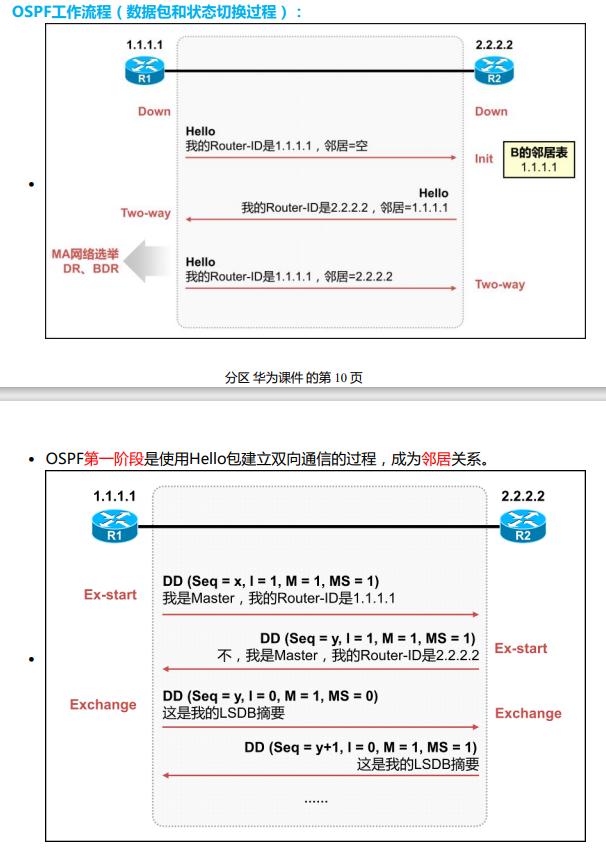 OSPF工作流程（数据包和状态切换过程）：
1.1.1.1
2.2.2.2
R1
R2
Down
Down
Hello
我的Router-ID是1.1.1.1，邻居=空
Init
B的邻居表
1.1.1.1
Hello
我的Router-ID是2.2.2.2，邻居=1.1.1.1
Two-way
MA网络选举
DR、BDR
Hello
我的Router-ID是1.1.1.1，邻居=2.2.2.2
Two-way
分区 华为课件 的第 10 页
• OSPF第一阶段是使用Hello包建立双向通信的过程，成为邻居关系。
1.1.1.1
2.2.2.2
R1
R2
Ex-start
DD (Seq = x, I = 1, M = 1, MS = 1)
我是Master，我的Router-ID是1.1.1.1
DD (Seq = y, I = 1, M = 1, MS = 1)
不，我是Master，我的Router-ID是2.2.2.2
Ex-start
Exchange
DD (Seq = y, I = 0, M = 1, MS = 0)
这是我的LSDB摘要
Exchange
DD (Seq = y+1, I = 0, M = 1, MS = 1)
这是我的LSDB摘要
......